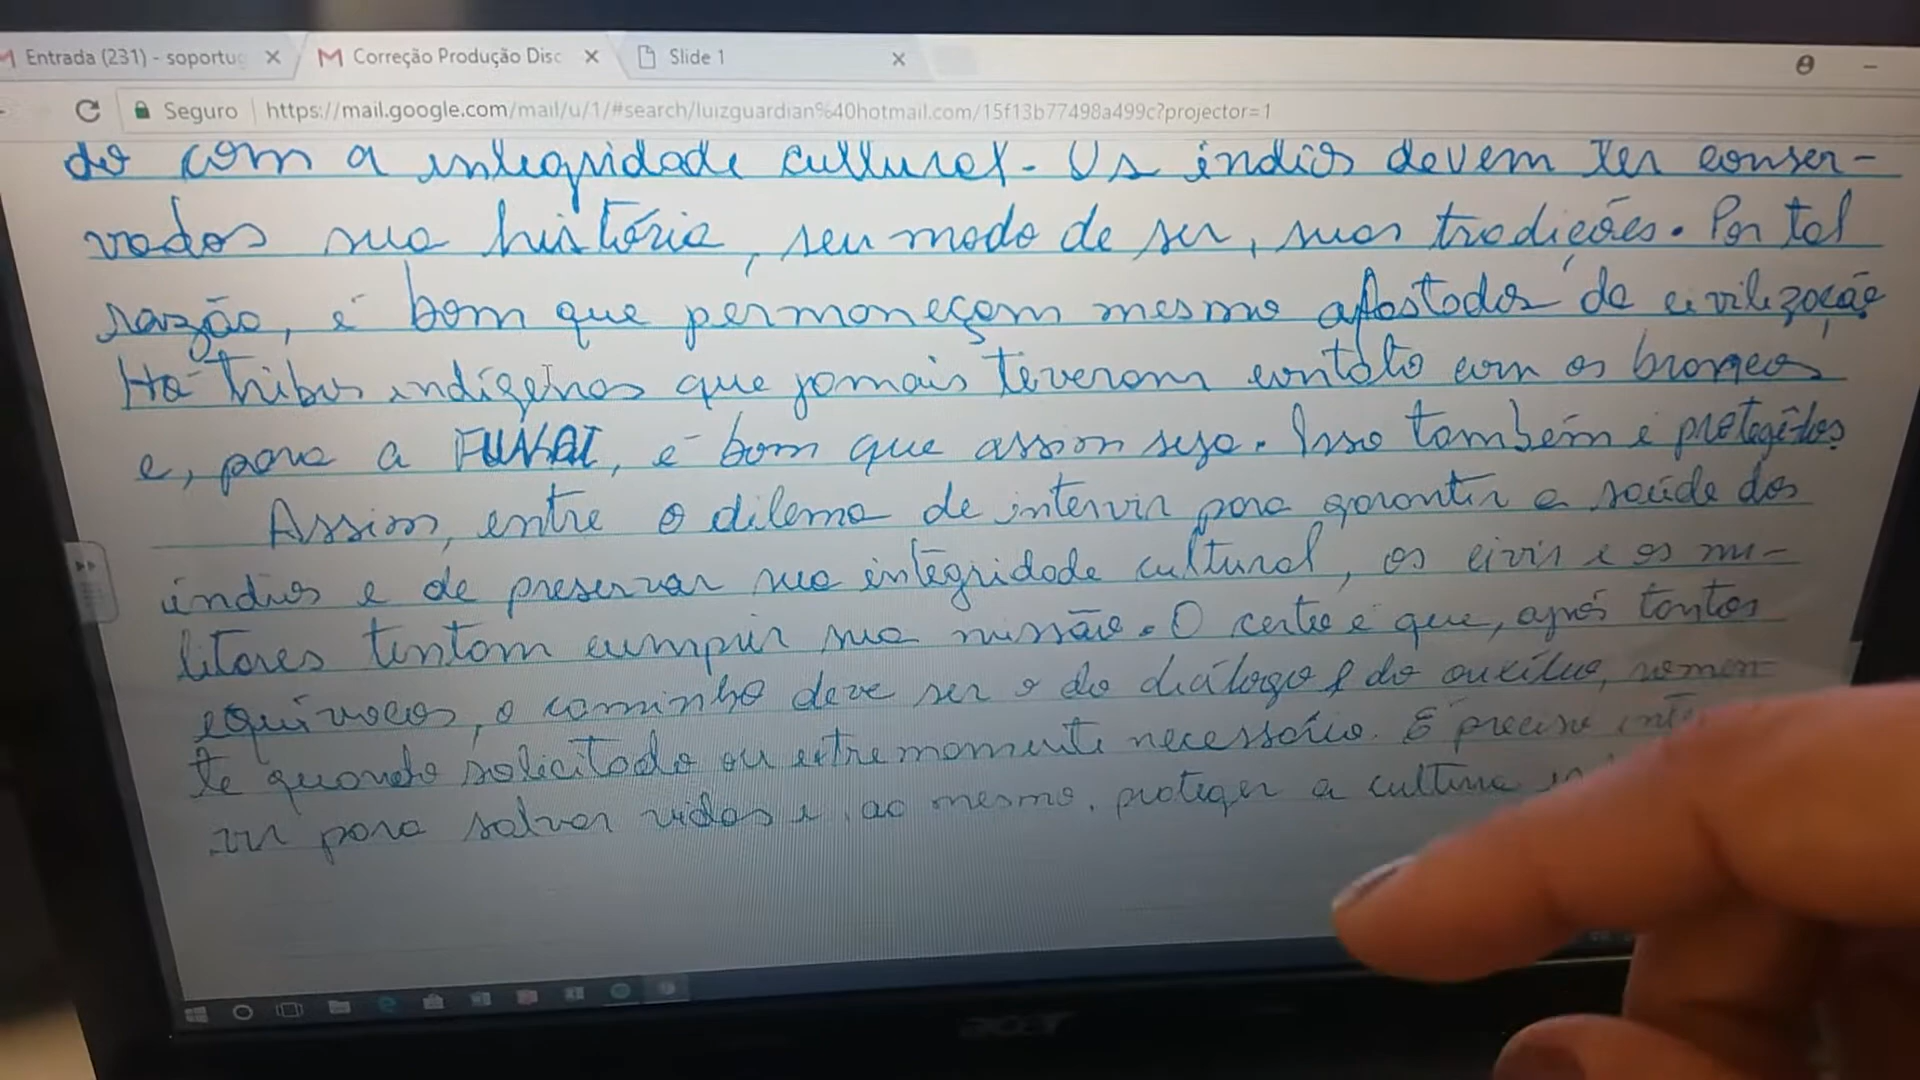 Entrada (231) - soportug
Correção Produção Disc
Slide 1
Seguro
https://mail.google.com/mail/u/1/#search/luizguardian%40hotmail.com/15f13b77498a499c?projector=1
do com a integridade cultural. Os índios devem ter conser-
vados sua história, seu modo de ser, suas tradições. Por tal
razão, é bom que permaneçam mesmo afastados da civilização
Há tribos indígenas que jamais tiveram contato com os brancos
e, para a FUNAI, é bom que assim seja. Isso também é protegê-los.
Assim, entre o dilema de intervir para garantir a saúde dos
índios e de preservar sua integridade cultural, os civis e os mi-
litares tentam cumprir sua missão. O certo é que, após tantos
equívocos, o caminho deve ser o do diálogo e do auxílio, somen
te quando solicitado ou extremamente necessário. É preciso
vir para salvar vidas e, ao mesmo, proteger a cultura
acer